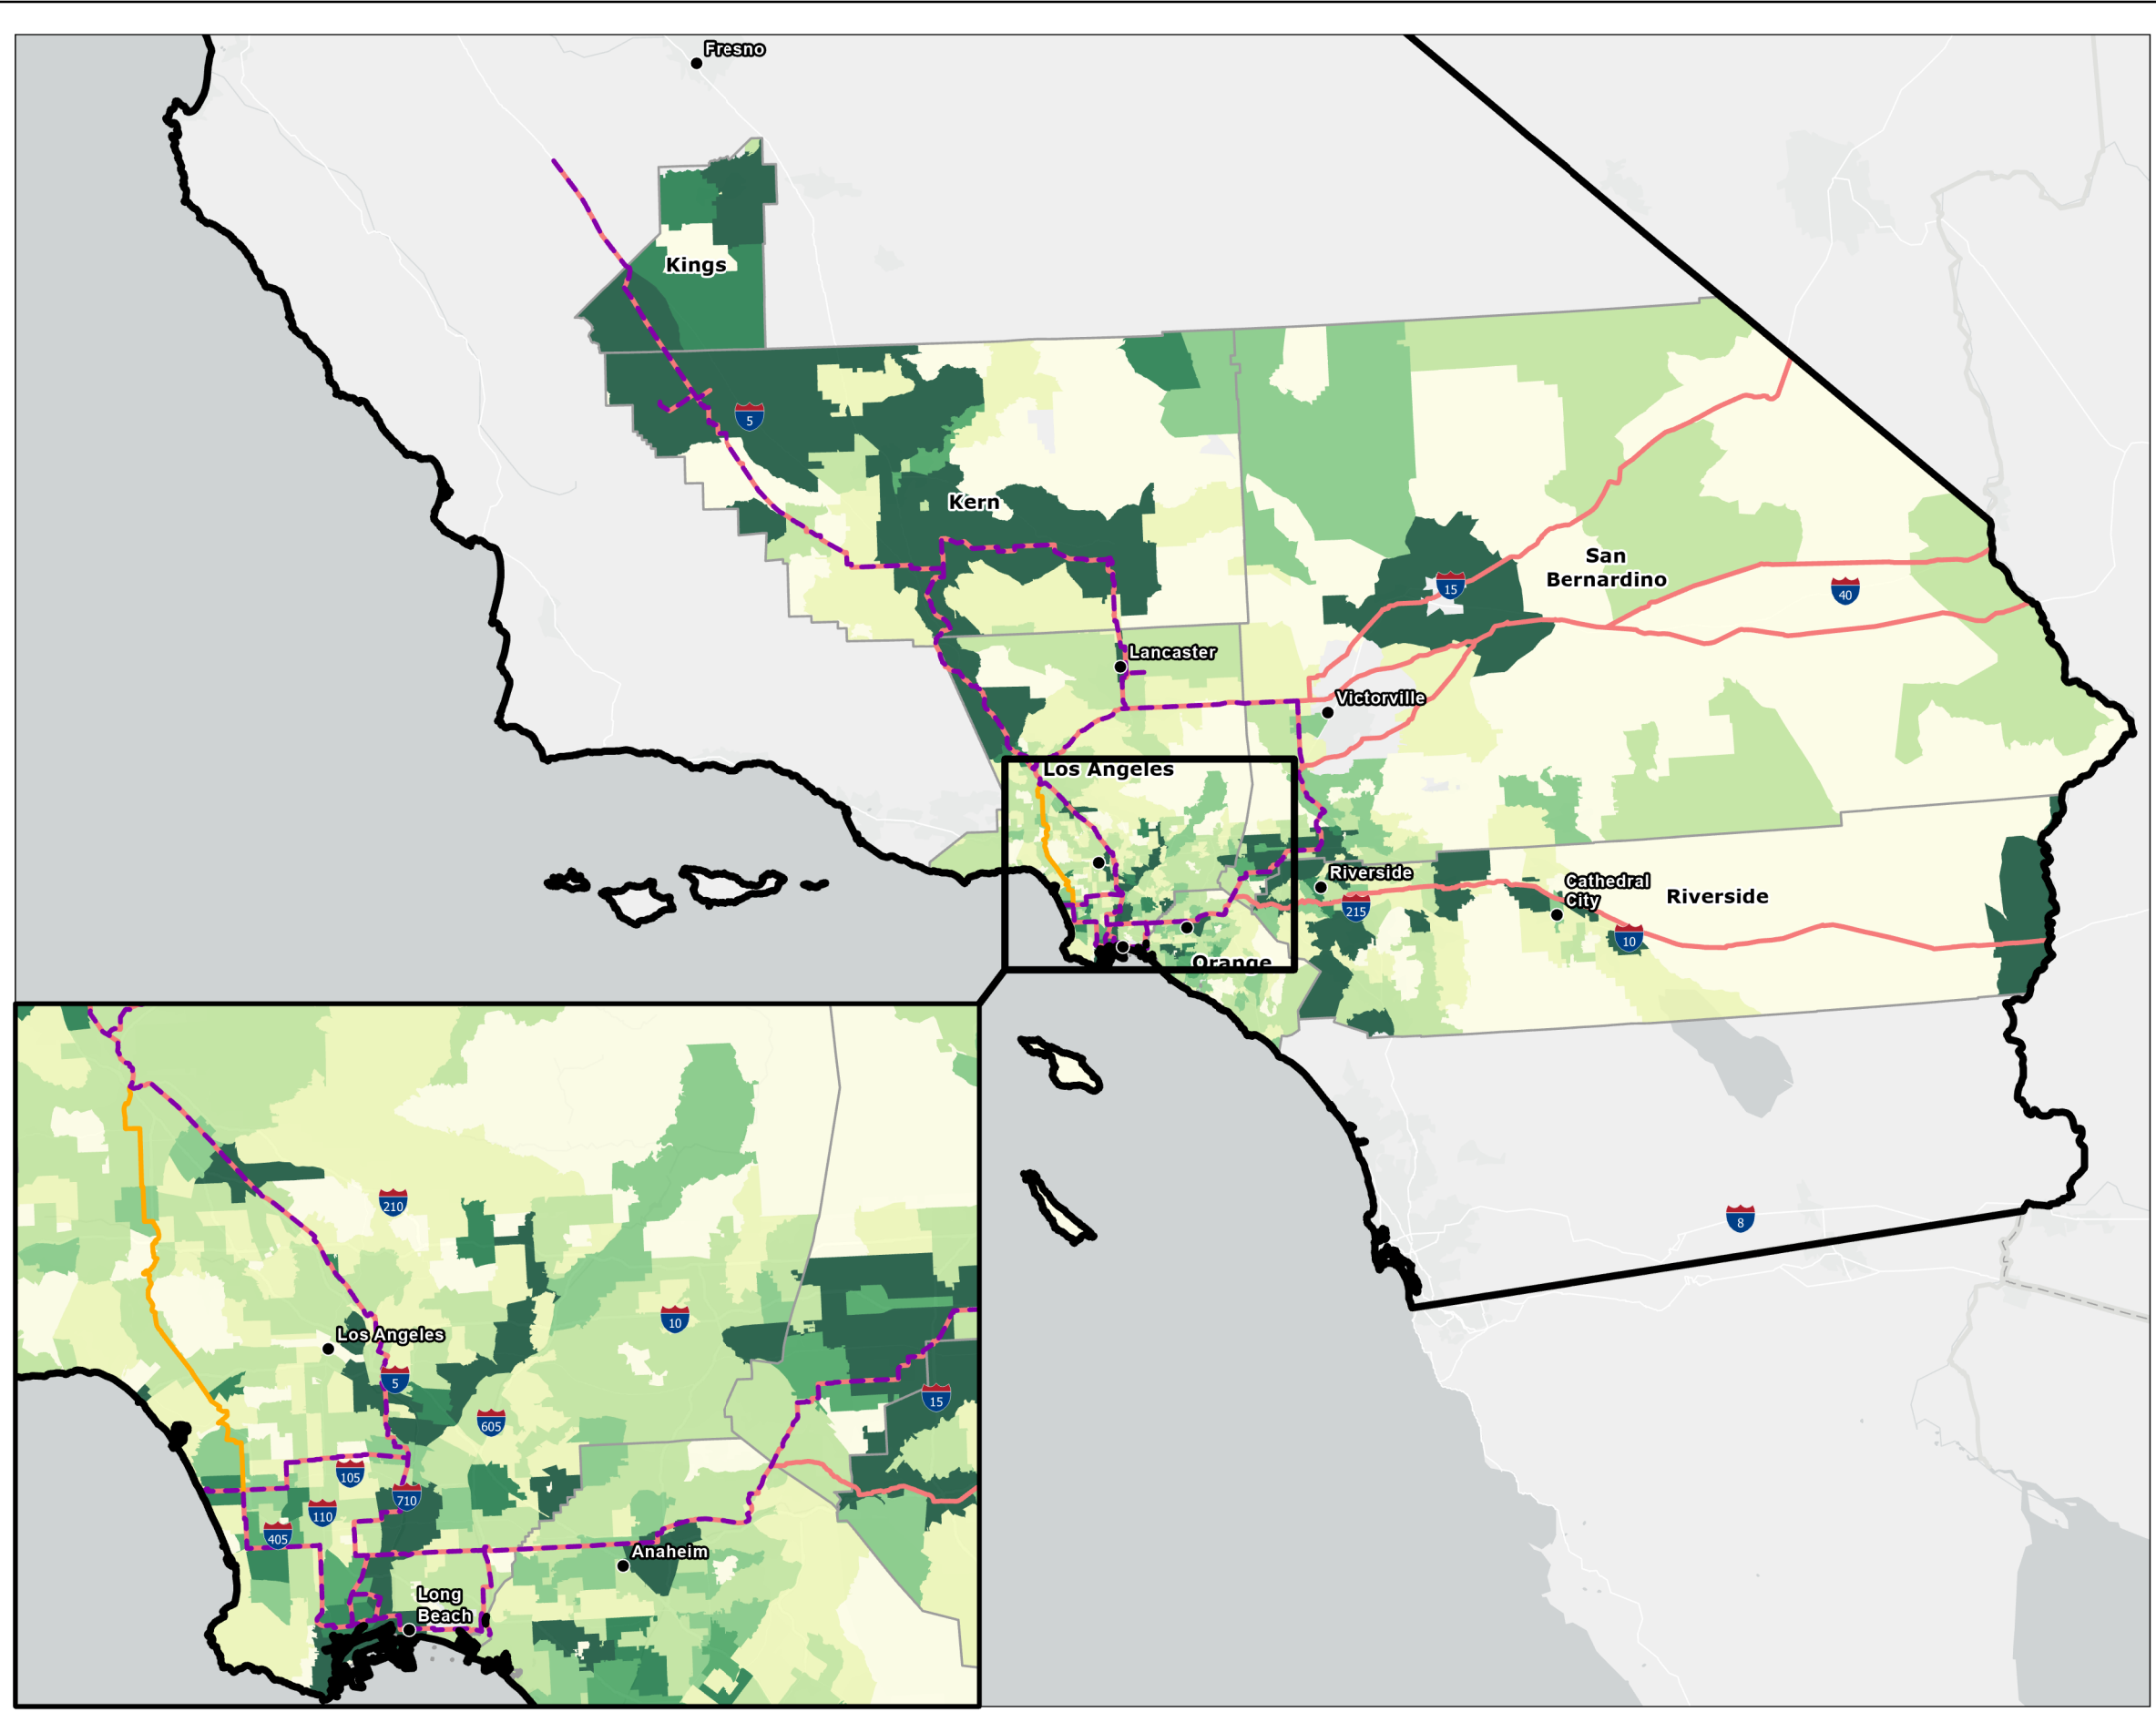 Fresno
Kings
5
Kern
San
Bernardino
15
40
Lancaster
Victorville
Los Angeles
Riverside
Cathedral
City
Riverside
215
10
Orange
210
10
Los Angeles
5
15
605
105
710
110
405
Anaheim
Long
Beach
8